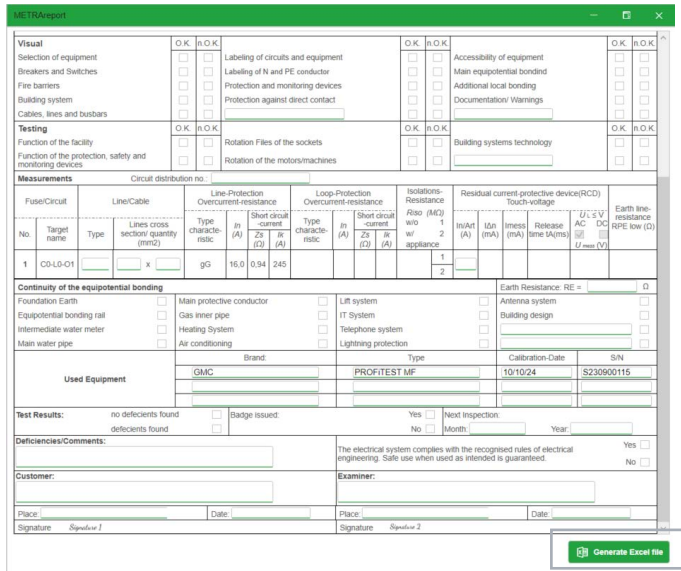 METRAreport
Visual O.K. n.O.K. O.K. n.O.K. O.K. n.O.K.
Selection of equipment Labeling of circuits and equipment Accessibility of equipment
Breakers and Switches Labeling of N and PE conductor Main equipotential bondind
Fire barriers Protection and monitoring devices Additional local bonding
Building system Protection against direct contact Documentation/ Warnings
Cables, lines and busbars
Testing O.K. n.O.K. O.K. n.O.K. O.K. n.O.K.
Function of the facility Rotation Files of the sockets Building systems technology
Function of the protection, safety and
monitoring devices Rotation of the motors/machines
Measurements Circuit distribution no.:
Fuse/Circuit Line/Cable Line-Protection
Overcurrent-resistance Loop-Protection
Overcurrent-resistance Isolations-
Resistance Residual current-protective device(RCD)
Touch-voltage Earth line-
resistance
RPE low (Ω)
No. Target
name Type Lines cross
section/ quantity
(mm2) Type
characte-
ristic In
(A) Short circuit
-current
Zs
(Ω) Ik
(A) Type
characte-
ristic In
(A) Short circuit
-current
Zs
(Ω) Ik
(A) Riso (MΩ)
w/o 1
w/ 2
appliance In/Art
(A) IΔn
(mA) Imess
(mA) Release
time tA(ms) U L ≤ V
AC DC
U mess (V)
1 C0-L0-O1 x gG 16,0 0,94 245 1
2
Continuity of the equipotential bonding Earth Resistance: RE = Ω
Foundation Earth Main protective conductor Lift system Antenna system
Equipotential bonding rail Gas inner pipe IT System Building design
Intermediate water meter Heating System Telephone system
Main water pipe Air conditioning Lightning protection
Used Equipment Brand: Type Calibration-Date S/N
GMC PROFiTEST MF 10/10/24 S230900115
Test Results: no defecients found Badge issued: Yes Next Inspection:
defecients found No Month: Year:
Deficiencies/Comments: The electrical system complies with the recognised rules of electrical
engineering. Safe use when used as intended is guaranteed. Yes
No
Customer: Examiner:
Place: Date: Place: Date:
Signature Signature 1 Signature Signature 2
Generate Excel file